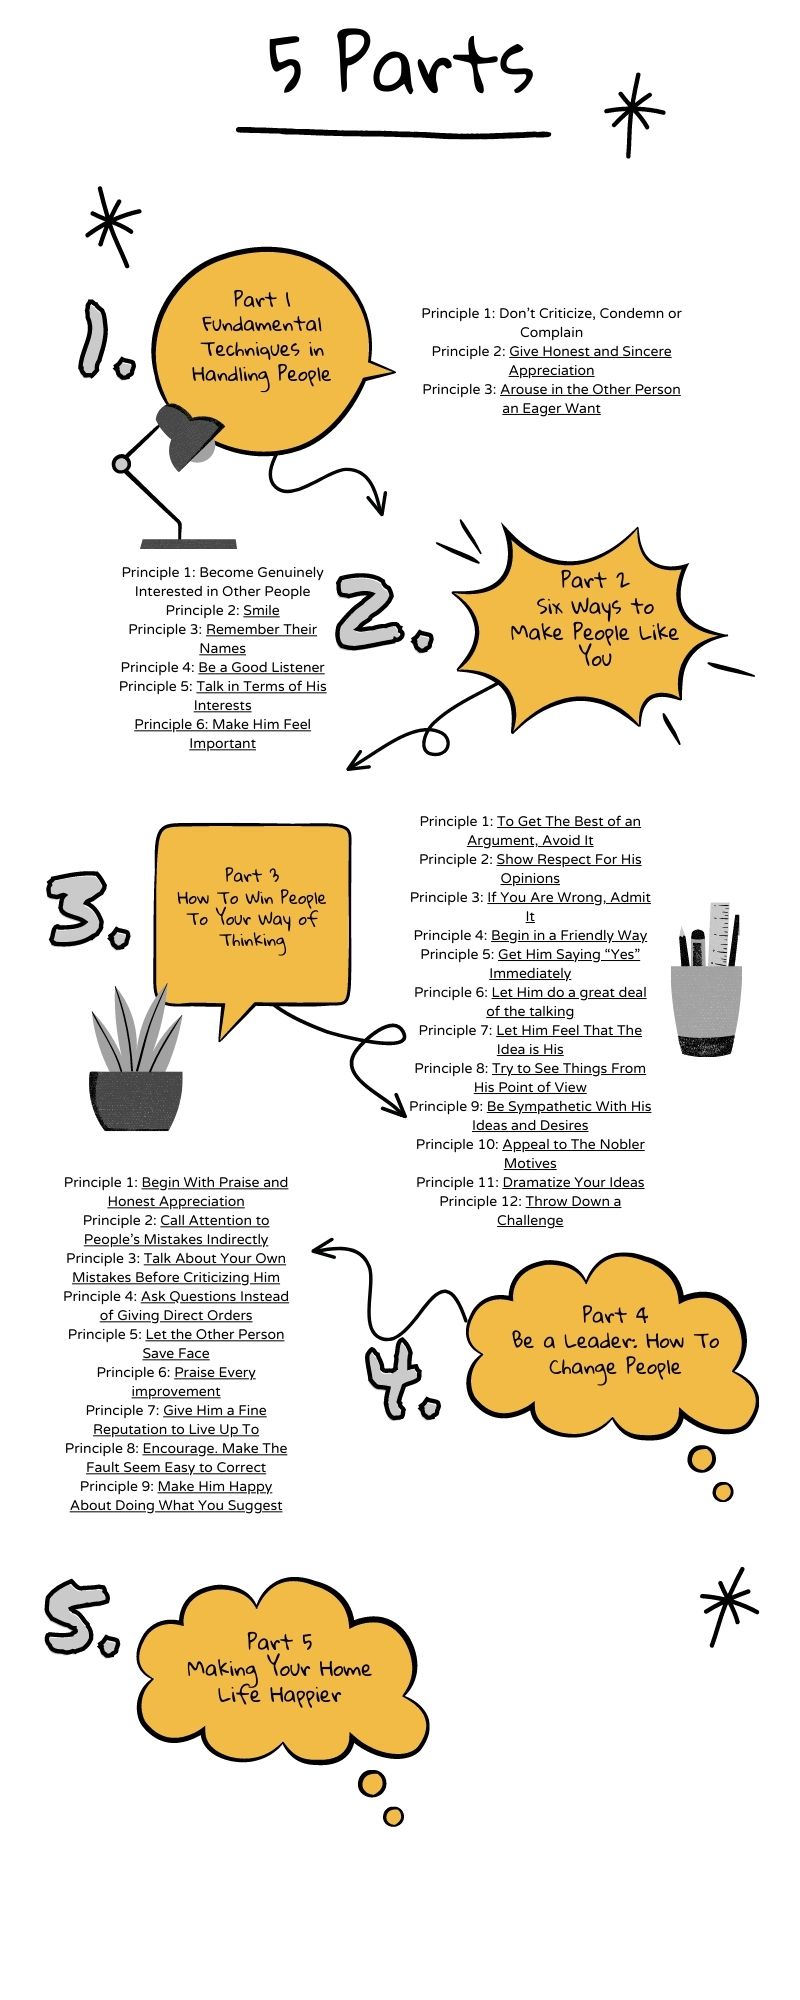 5 Parts
1.
Part 1
Fundamental
Techniques in
Handling People
Principle 1: Don't Criticize, Condemn or
Complain
Principle 2: Give Honest and Sincere
Appreciation
Principle 3: Arouse in the Other Person
an Eager Want
2.
Part 2
Six Ways to
Make People Like
You
Principle 1: Become Genuinely
Interested in Other People
Principle 2: Smile
Principle 3: Remember Their
Names
Principle 4: Be a Good Listener
Principle 5: Talk in Terms of His
Interests
Principle 6: Make Him Feel
Important
3.
Part 3
How To Win People
To Your Way of
Thinking
Principle 1: To Get The Best of an
Argument, Avoid It
Principle 2: Show Respect For His
Opinions
Principle 3: If You Are Wrong, Admit
It
Principle 4: Begin in a Friendly Way
Principle 5: Get Him Saying “Yes”
Immediately
Principle 6: Let Him do a great deal
of the talking
Principle 7: Let Him Feel That The
Idea is His
Principle 8: Try to See Things From
His Point of View
Principle 9: Be Sympathetic With His
Ideas and Desires
Principle 10: Appeal to The Nobler
Motives
Principle 11: Dramatize Your Ideas
Principle 12: Throw Down a
Challenge
4.
Part 4
Be a Leader: How To
Change People
Principle 1: Begin With Praise and
Honest Appreciation
Principle 2: Call Attention to
People's Mistakes Indirectly
Principle 3: Talk About Your Own
Mistakes Before Criticizing Him
Principle 4: Ask Questions Instead
of Giving Direct Orders
Principle 5: Let the Other Person
Save Face
Principle 6: Praise Every
improvement
Principle 7: Give Him a Fine
Reputation to Live Up To
Principle 8: Encourage. Make The
Fault Seem Easy to Correct
Principle 9: Make Him Happy
About Doing What You Suggest
5.
Part 5
Making Your Home
Life Happier